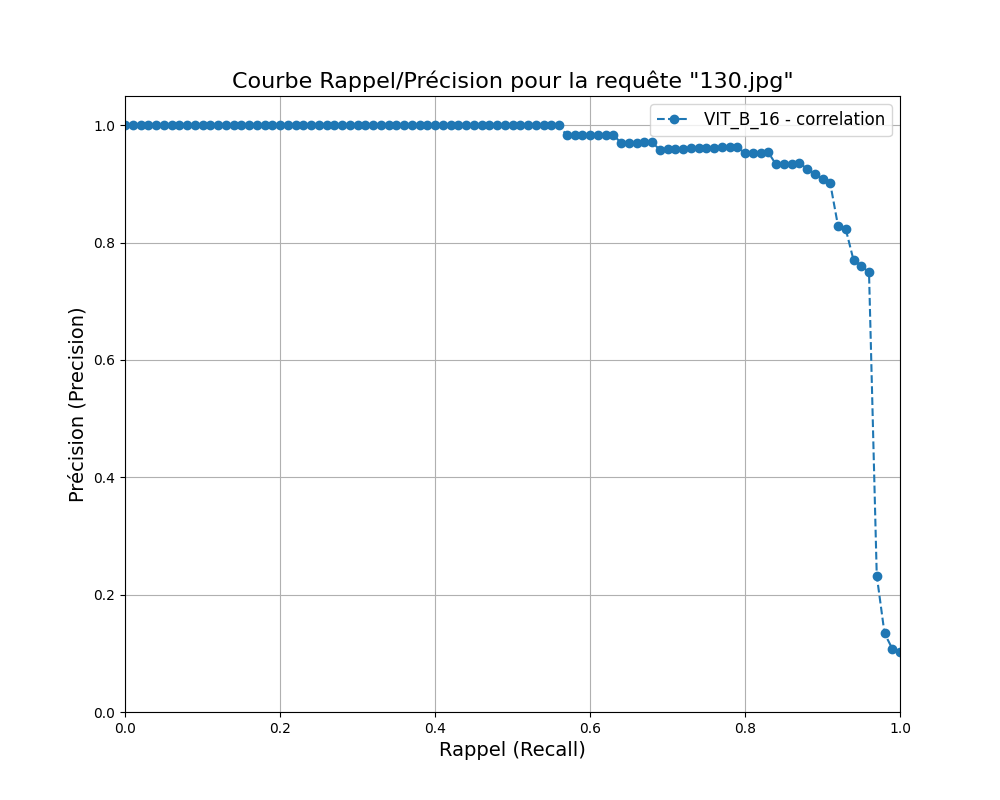 Courbe Rappel/Précision pour la requête "130.jpg"
VIT_B_16 - correlation
Précision (Precision)
1.0
0.8
0.6
0.4
0.2
0.0
0.0 0.2 0.4 0.6 0.8 1.0
Rappel (Recall)